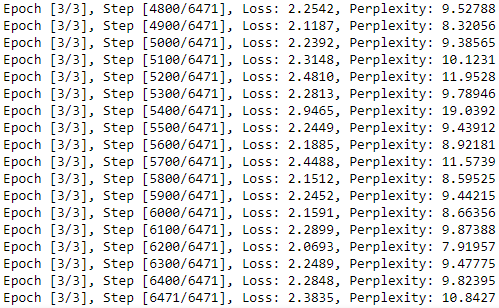 Epoch [3/3], Step [4800/6471], Loss: 2.2542, Perplexity: 9.52788
Epoch [3/3], Step [4900/6471], Loss: 2.1187, Perplexity: 8.32056
Epoch [3/3], Step [5000/6471], Loss: 2.2392, Perplexity: 9.38565
Epoch [3/3], Step [5100/6471], Loss: 2.3148, Perplexity: 10.1231
Epoch [3/3], Step [5200/6471], Loss: 2.4810, Perplexity: 11.9528
Epoch [3/3], Step [5300/6471], Loss: 2.2813, Perplexity: 9.78946
Epoch [3/3], Step [5400/6471], Loss: 2.9465, Perplexity: 19.0392
Epoch [3/3], Step [5500/6471], Loss: 2.2449, Perplexity: 9.43912
Epoch [3/3], Step [5600/6471], Loss: 2.1885, Perplexity: 8.92181
Epoch [3/3], Step [5700/6471], Loss: 2.4488, Perplexity: 11.5739
Epoch [3/3], Step [5800/6471], Loss: 2.1512, Perplexity: 8.59525
Epoch [3/3], Step [5900/6471], Loss: 2.2452, Perplexity: 9.44215
Epoch [3/3], Step [6000/6471], Loss: 2.1591, Perplexity: 8.66356
Epoch [3/3], Step [6100/6471], Loss: 2.2899, Perplexity: 9.87388
Epoch [3/3], Step [6200/6471], Loss: 2.0693, Perplexity: 7.91957
Epoch [3/3], Step [6300/6471], Loss: 2.2489, Perplexity: 9.47775
Epoch [3/3], Step [6400/6471], Loss: 2.2848, Perplexity: 9.82395
Epoch [3/3], Step [6471/6471], Loss: 2.3835, Perplexity: 10.842